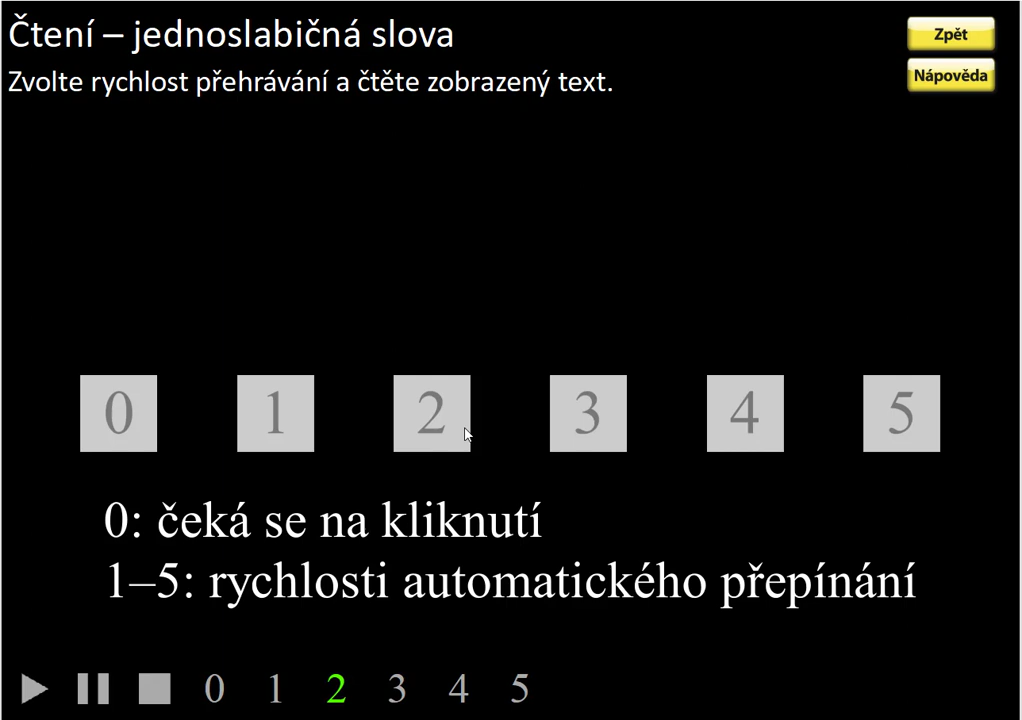 Čtení – jednoslabičná slova
Zpět
Zvolte rychlost přehrávání a čtěte zobrazený text.
Nápověda
0 1 2 3 4 5
0: čeká se na kliknutí
1–5: rychlosti automatického přepínání
0 1 2 3 4 5